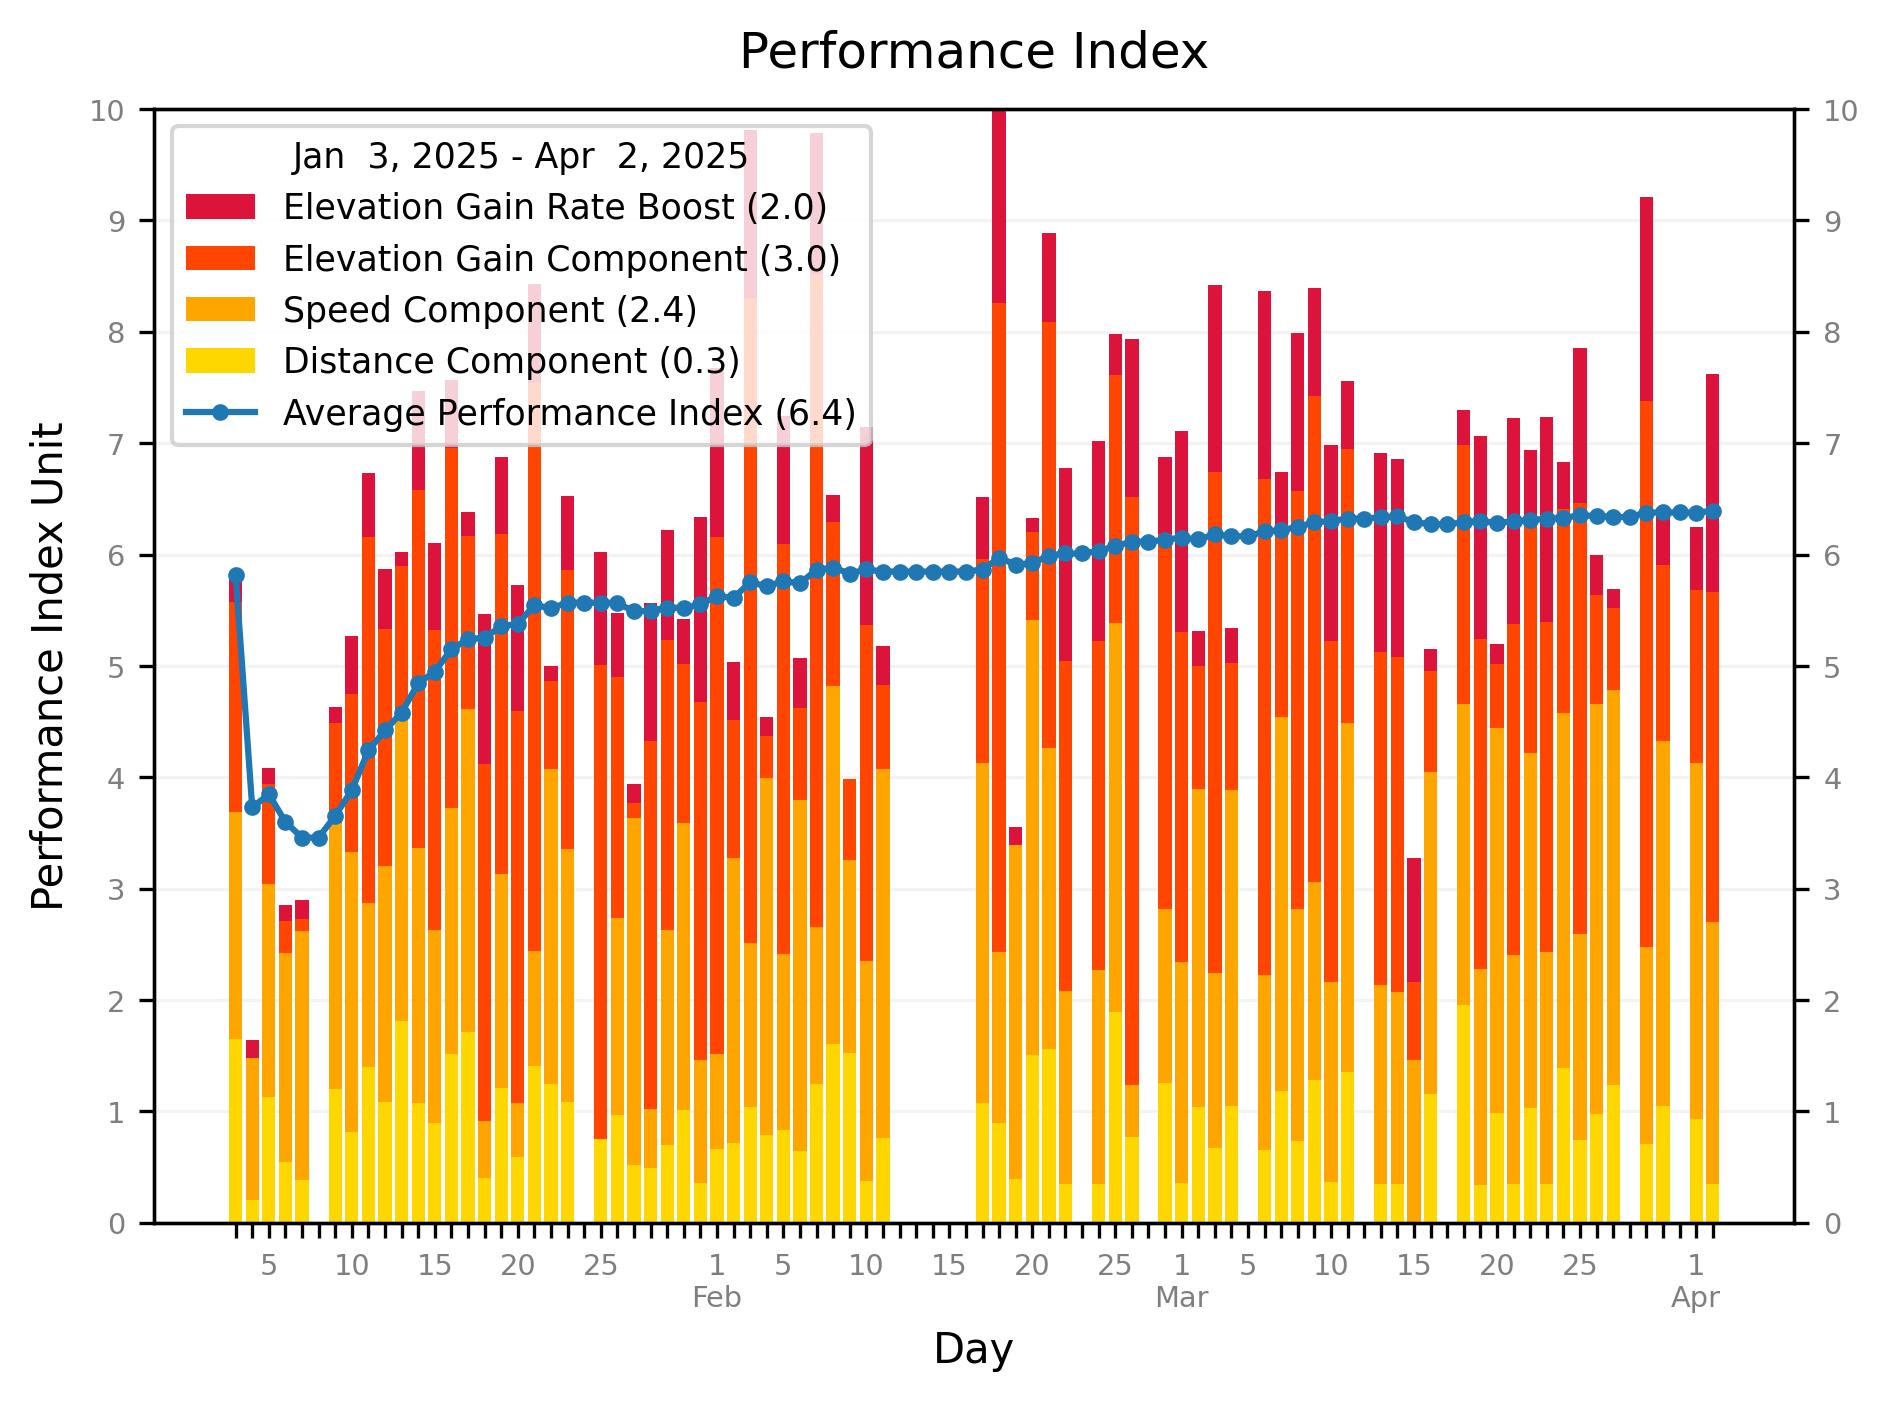 Performance Index
Jan  3, 2025 - Apr  2, 2025
Elevation Gain Rate Boost (2.0)
Elevation Gain Component (3.0)
Speed Component (2.4)
Distance Component (0.3)
Average Performance Index (6.4)
Performance Index Unit
10 10
9 9
8 8
7 7
6 6
5 5
4 4
3 3
2 2
1 1
0 0
5 10 15 20 25 1 5 10 15 20 25 1 5 10 15 20 25 1
Feb Mar Apr
Day